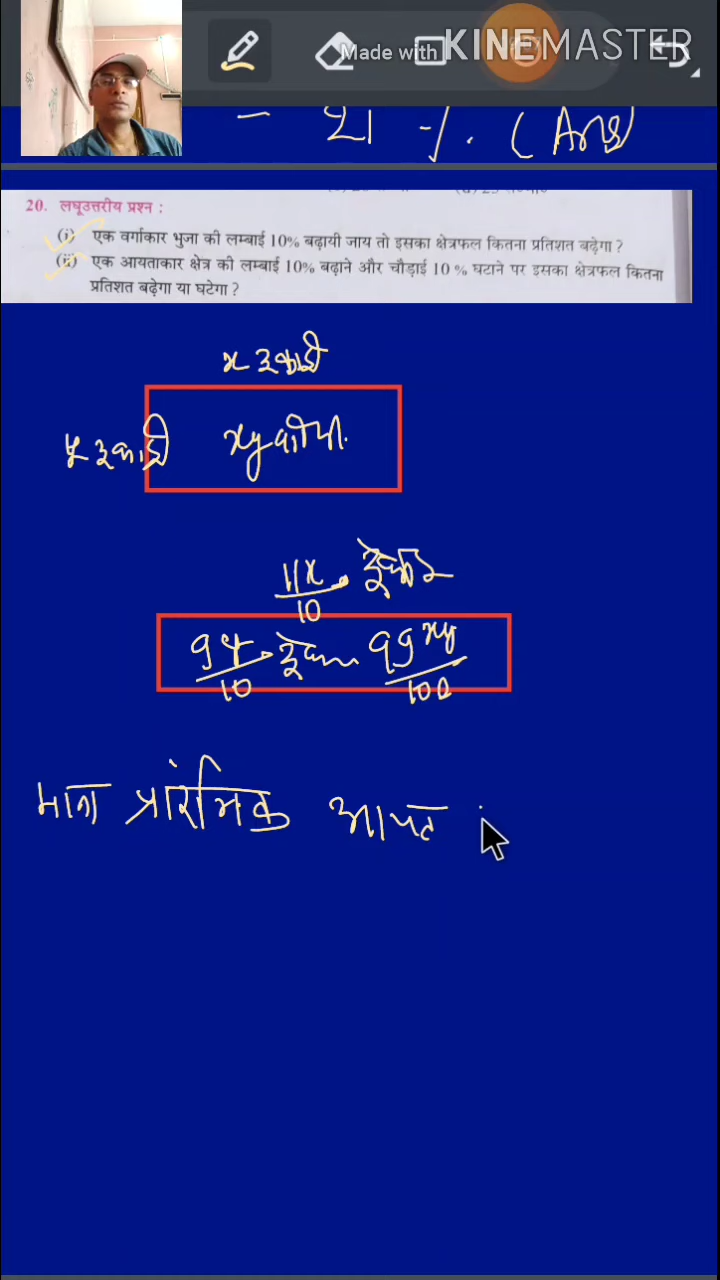 Made with KINEMASTER
= 21 %. (Ans)
20. लघूउत्तरीय प्रश्न :
(i) एक वर्गाकार भुजा की लम्बाई 10% बढ़ायी जाय तो इसका क्षेत्रफल कितना प्रतिशत बढ़ेगा ?
(ii) एक आयताकार क्षेत्र की लम्बाई 10% बढ़ाने और चौड़ाई 10 % घटाने पर इसका क्षेत्रफल कितना
प्रतिशत बढ़ेगा या घटेगा ?
x इकाई
y इकाई xy
11x/10 इकाई
9y/10 99xy/100
माना प्रारंभिक आयत